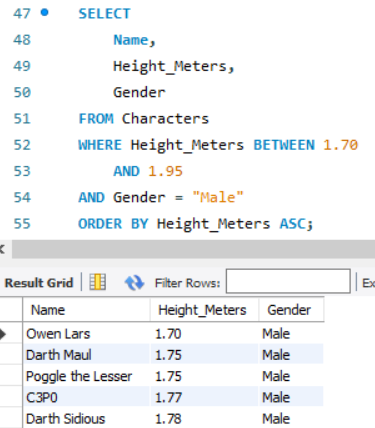 47 SELECT
48 Name,
49 Height_Meters,
50 Gender
51 FROM Characters
52 WHERE Height_Meters BETWEEN 1.70
53 AND 1.95
54 AND Gender = "Male"
55 ORDER BY Height_Meters ASC;
Result Grid Filter Rows: Ex
Name Height_Meters Gender
Owen Lars 1.70 Male
Darth Maul 1.75 Male
Poggle the Lesser 1.75 Male
C3P0 1.77 Male
Darth Sidious 1.78 Male